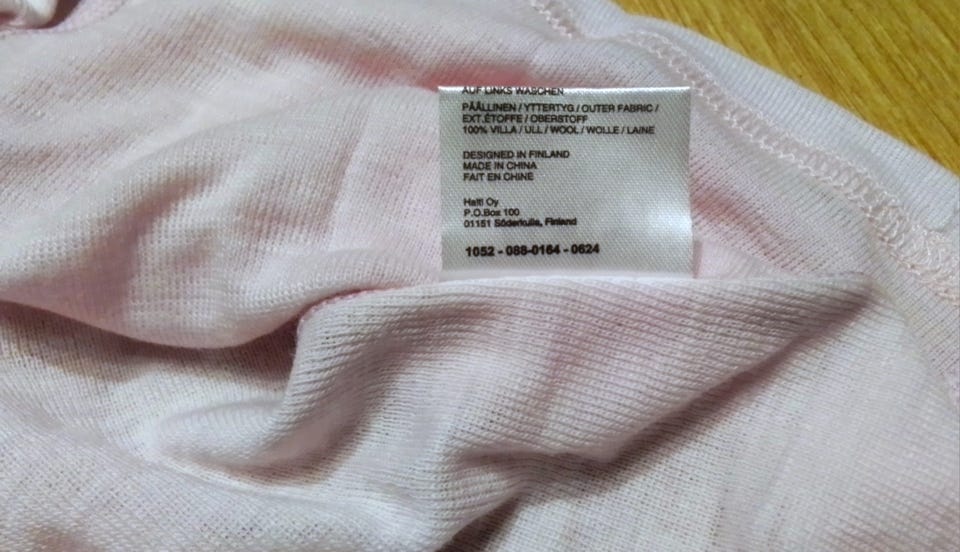 AUF LINKS WASCHEN
PÄÄLLINEN / YTTERTYG / OUTER FABRIC /
EXT.ÉTOFFE / OBERSTOFF
100% VILLA / ULL / WOOL / WOLLE / LAINE
DESIGNED IN FINLAND
MADE IN CHINA
FAIT EN CHINE
Halti Oy
P.O.Box 100
01151 Söderkulla, Finland
1052 - 088-0164 - 0624